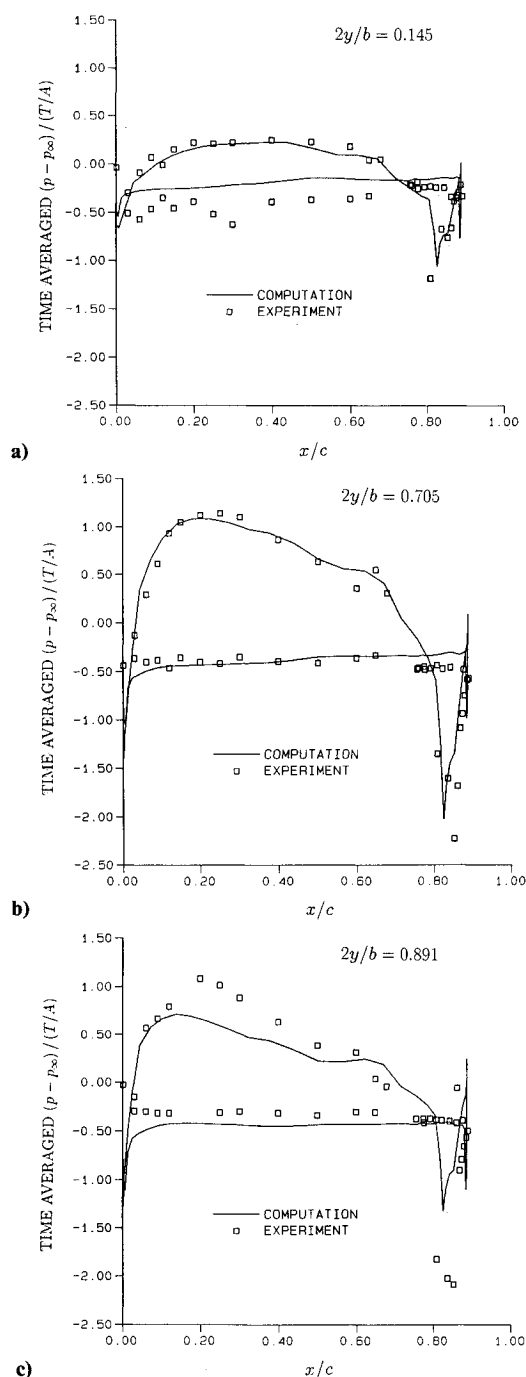 2y/b = 0.145
TIME AVERAGED (p − p∞)/(T/A)
1.50
1.00
0.50
0.00
-0.50
-1.00
-1.50
-2.00
-2.50
COMPUTATION
EXPERIMENT
0.00 0.20 0.40 0.60 0.80 1.00
a)
x/c
2y/b = 0.705
TIME AVERAGED (p − p∞)/(T/A)
1.50
1.00
0.50
0.00
-0.50
-1.00
-1.50
-2.00
-2.50
COMPUTATION
EXPERIMENT
0.00 0.20 0.40 0.60 0.80 1.00
b)
x/c
2y/b = 0.891
TIME AVERAGED (p − p∞)/(T/A)
1.50
1.00
0.50
0.00
-0.50
-1.00
-1.50
-2.00
-2.50
COMPUTATION
EXPERIMENT
0.00 0.20 0.40 0.60 0.80 1.00
c)
x/c